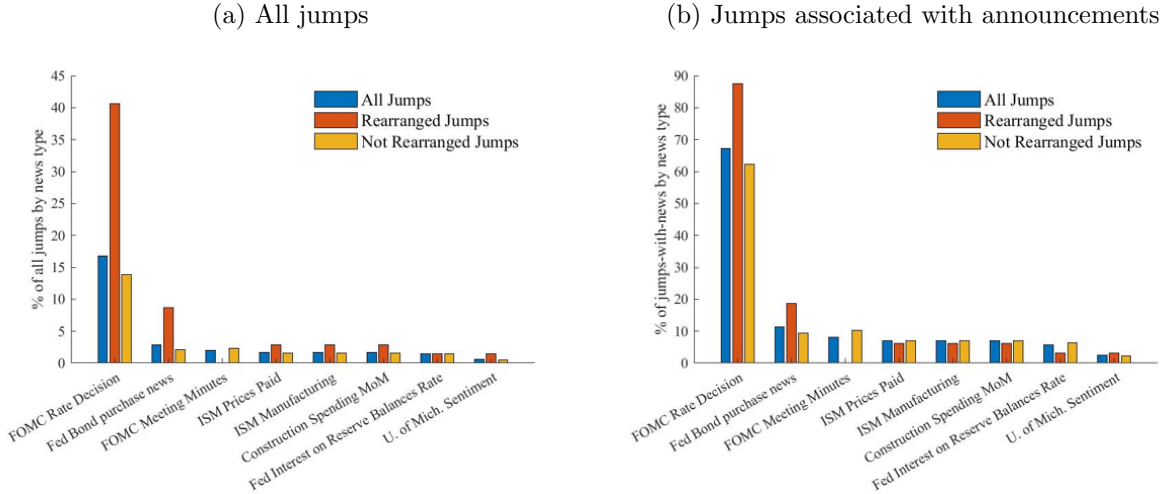 (a) All jumps
% of all jumps by news type
45
40
35
30
25
20
15
10
5
0
All Jumps
Rearranged Jumps
Not Rearranged Jumps
FOMC Rate Decision
Fed Bond purchase news
FOMC Meeting Minutes
ISM Prices Paid
ISM Manufacturing
Construction Spending MoM
Fed Interest on Reserve Balances Rate
U. of Mich. Sentiment
(b) Jumps associated with announcements
% of jumps-with-news by news type
90
80
70
60
50
40
30
20
10
0
All Jumps
Rearranged Jumps
Not Rearranged Jumps
FOMC Rate Decision
Fed Bond purchase news
FOMC Meeting Minutes
ISM Prices Paid
ISM Manufacturing
Construction Spending MoM
Fed Interest on Reserve Balances Rate
U. of Mich. Sentiment